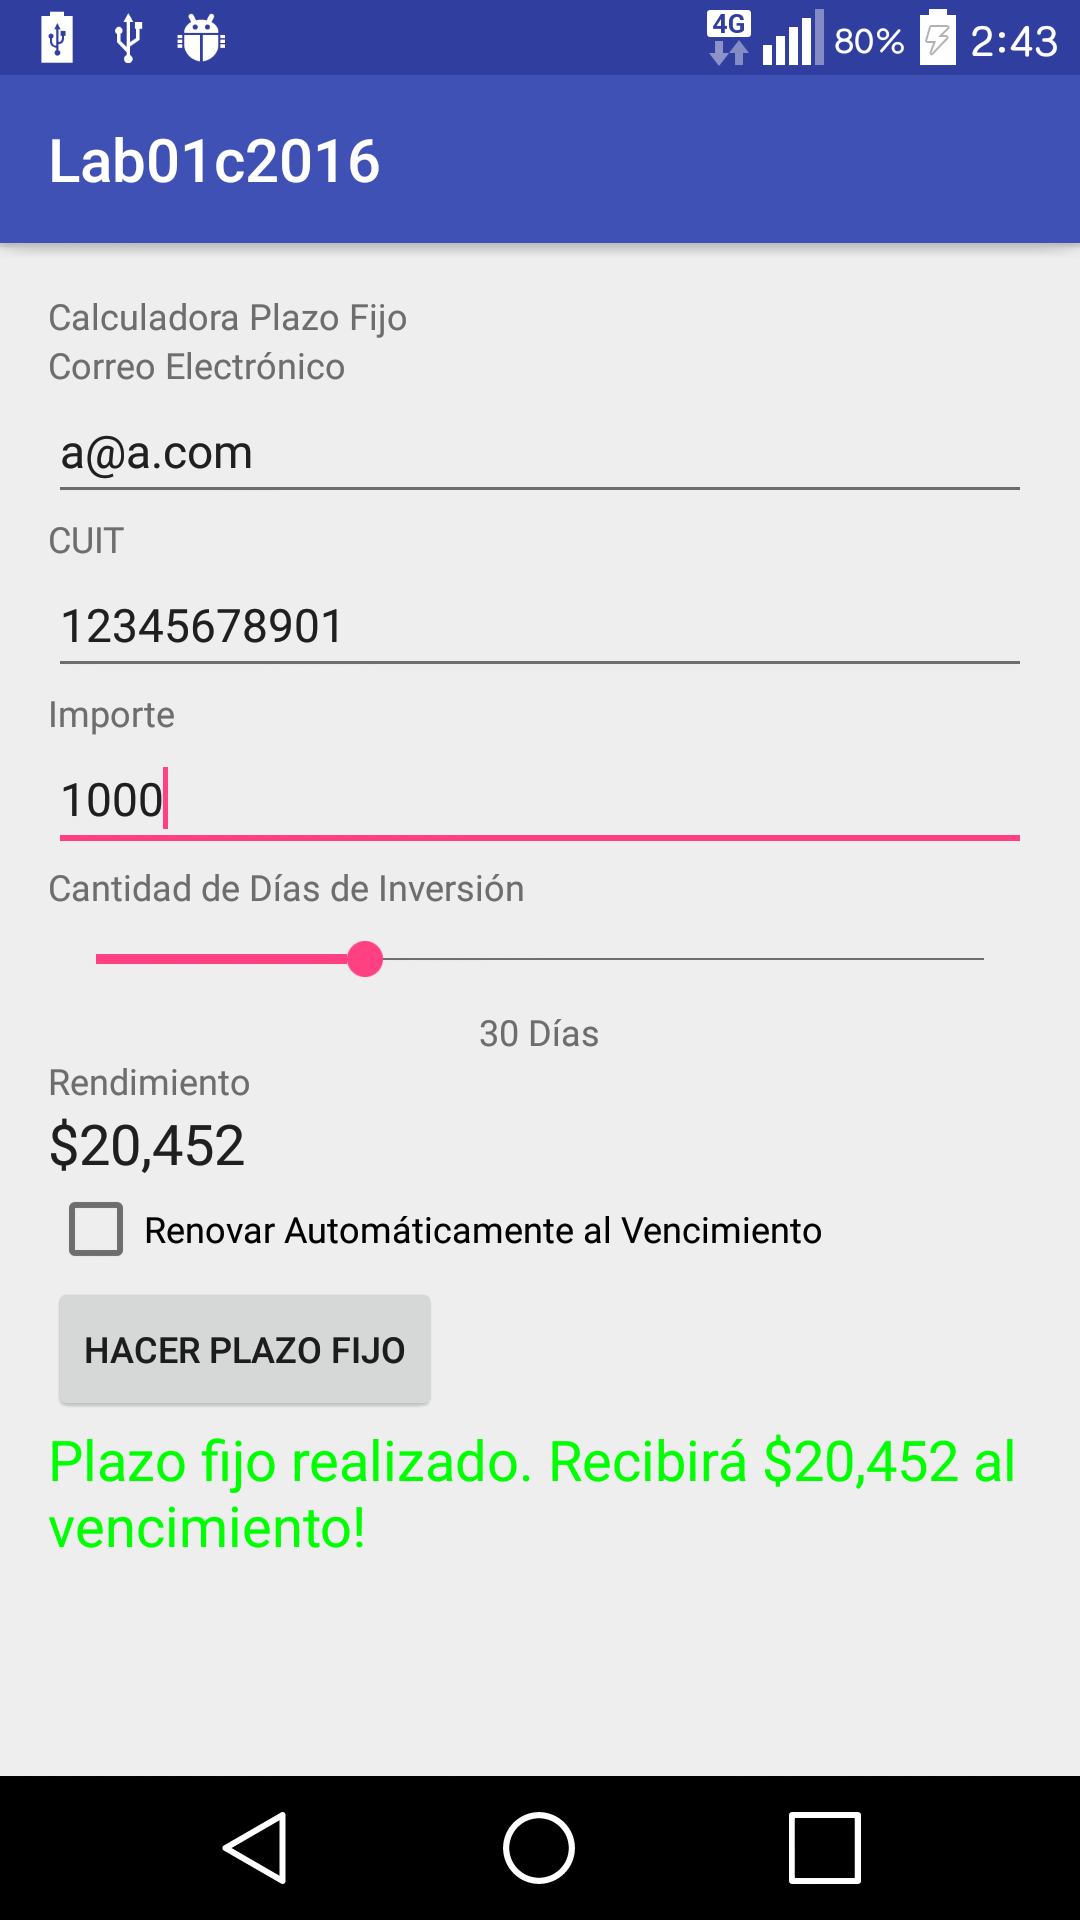 4G 80% 2:43
Lab01c2016
Calculadora Plazo Fijo
Correo Electrónico
a@a.com
CUIT
12345678901
Importe
1000
Cantidad de Días de Inversión
30 Días
Rendimiento
$20,452
Renovar Automáticamente al Vencimiento
HACER PLAZO FIJO
Plazo fijo realizado. Recibirá $20,452 al
vencimiento!